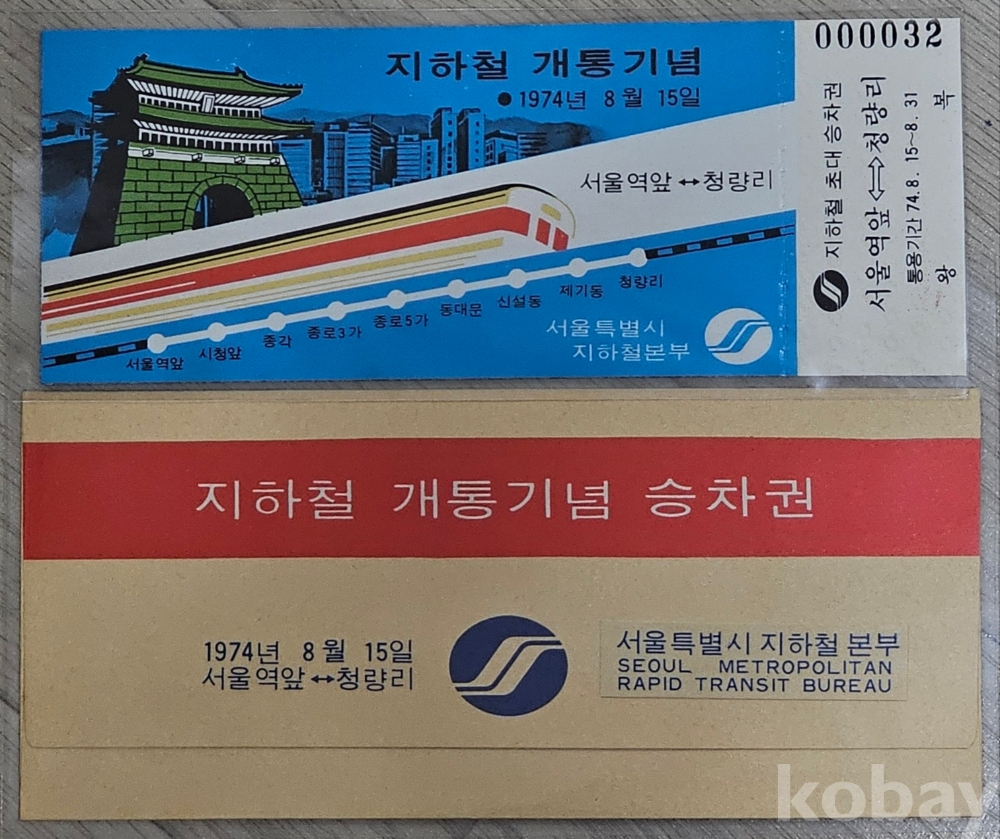 지하철 개통기념
● 1974년 8월 15일
서울역앞↔청량리
서울역앞
시청앞
종각
종로3가
종로5가
동대문
신설동
제기동
청량리
서울특별시
지하철본부
000032
지하철 초대 승차권
서울역앞⇔청량리
통용기간 74.8. 15~8. 31
왕 복
지하철 개통기념 승차권
1974년 8월 15일
서울역앞↔청량리
서울특별시 지하철 본부
SEOUL METROPOLITAN
RAPID TRANSIT BUREAU
kobay